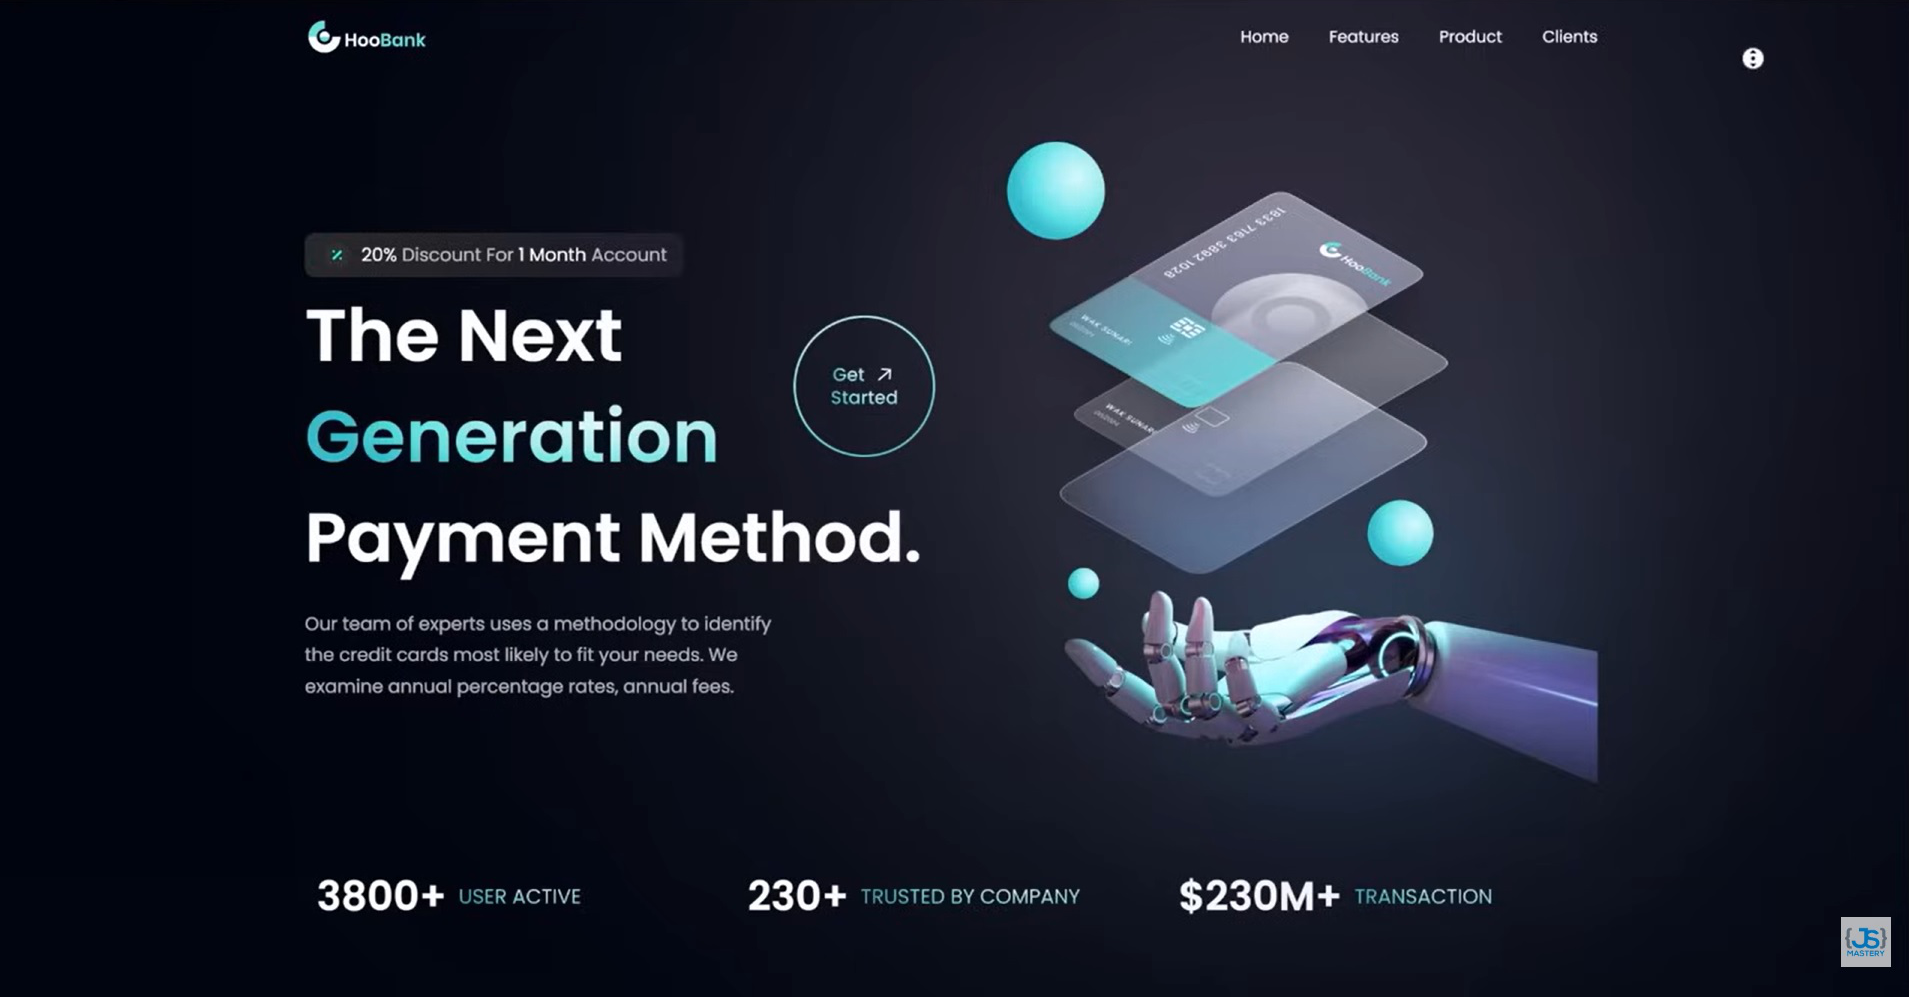 HooBank
Home Features Product Clients
20% Discount For 1 Month Account
The Next
Generation
Payment Method.
Get
Started
Our team of experts uses a methodology to identify
the credit cards most likely to fit your needs. We
examine annual percentage rates, annual fees.
1833 7163 3892 1028
HooBank
WAK SUNARI
WAK SUNARI
3800+ USER ACTIVE
230+ TRUSTED BY COMPANY
$230M+ TRANSACTION
{JS}
MASTERY